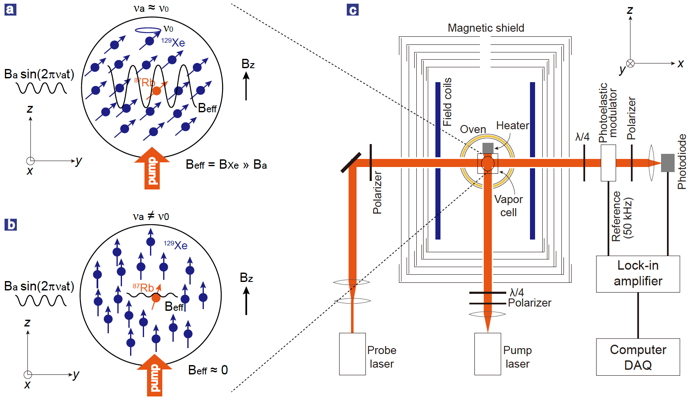 a
νa ≈ ν0
ν0
129Xe
87Rb
Beff
Ba sin(2πνat)
Bz
z
x
y
pump
Beff = BXe » Ba
b
νa ≠ ν0
129Xe
87Rb
Beff
Ba sin(2πνat)
Bz
z
x
y
pump
Beff ≈ 0
c
Magnetic shield
z
y
x
Field coils
Oven
Heater
Vapor
cell
Polarizer
λ/4
Photoelastic
modulator
Polarizer
Photodiode
Reference
(50 kHz)
λ/4
Polarizer
Lock-in
amplifier
Probe
laser
Pump
laser
Computer
DAQ